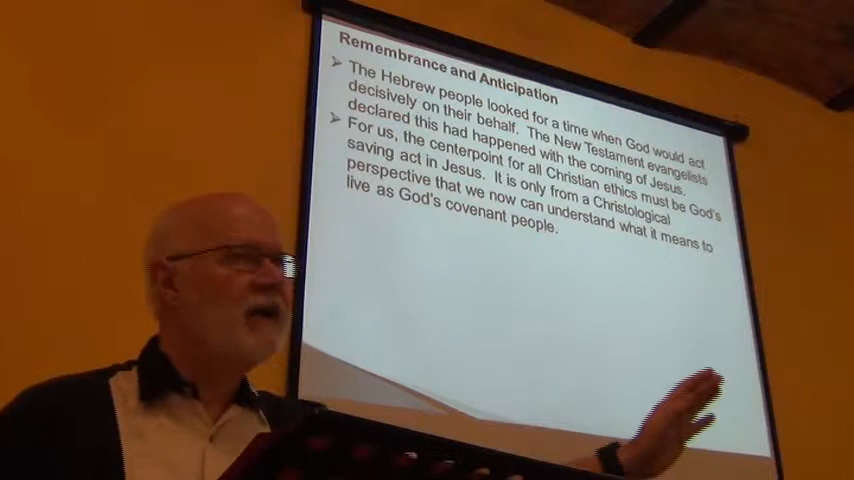 Remembrance and Anticipation
➢ The Hebrew people looked for a time when God would act
decisively on their behalf. The New Testament evangelists
declared this had happened with the coming of Jesus.
➢ For us, the centerpoint for all Christian ethics must be God's
saving act in Jesus. It is only from a Christological
perspective that we now can understand what it means to
live as God's covenant people.